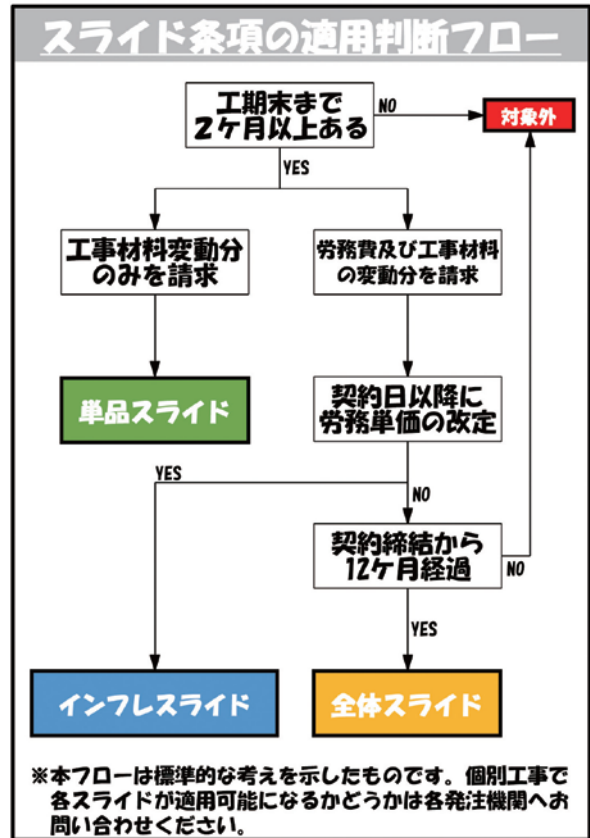 スライド条項の適用判断フロー
工期末まで
2ヶ月以上ある
NO
対象外
YES
工事材料変動分
のみを請求
労務費及び工事材料
の変動分を請求
単品スライド
契約日以降に
労務単価の改定
YES
NO
契約締結から
12ヶ月経過
NO
YES
インフレスライド
全体スライド
※本フローは標準的な考えを示したものです。個別工事で
各スライドが適用可能になるかどうかは各発注機関へお
問い合わせください。